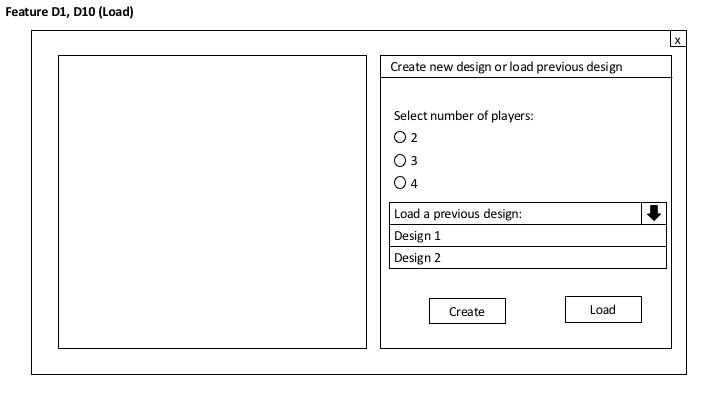 Feature D1, D10 (Load)
x
Create new design or load previous design
Select number of players:
2
3
4
Load a previous design:
Design 1
Design 2
Create
Load